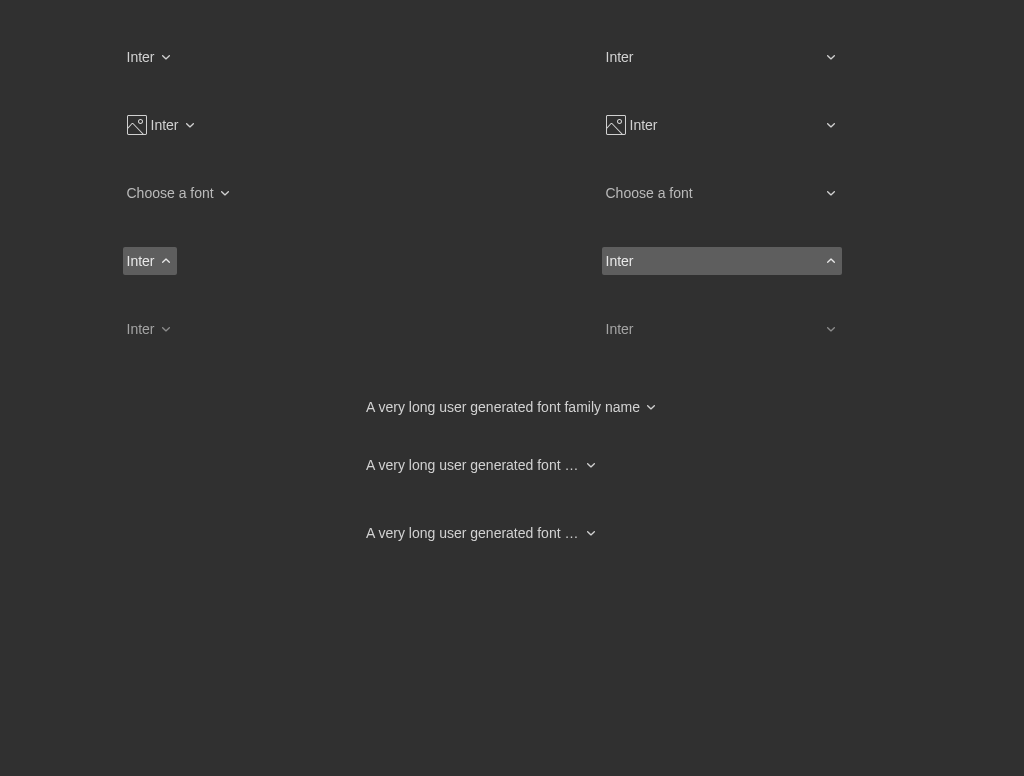 Inter
Inter
Inter
Inter
Choose a font
Choose a font
Inter
Inter
Inter
Inter
A very long user generated font family name
A very long user generated font …
A very long user generated font …